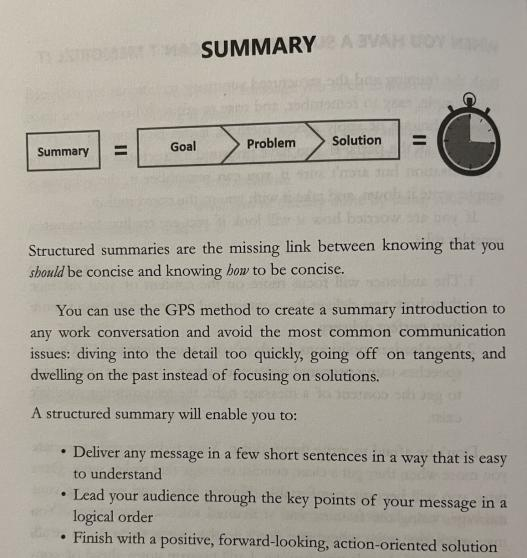 SUMMARY
Summary = Goal Problem Solution =
Structured summaries are the missing link between knowing that you
should be concise and knowing how to be concise.
You can use the GPS method to create a summary introduction to
any work conversation and avoid the most common communication
issues: diving into the detail too quickly, going off on tangents, and
dwelling on the past instead of focusing on solutions.
A structured summary will enable you to:
• Deliver any message in a few short sentences in a way that is easy
to understand
• Lead your audience through the key points of your message in a
logical order
• Finish with a positive, forward-looking, action-oriented solution